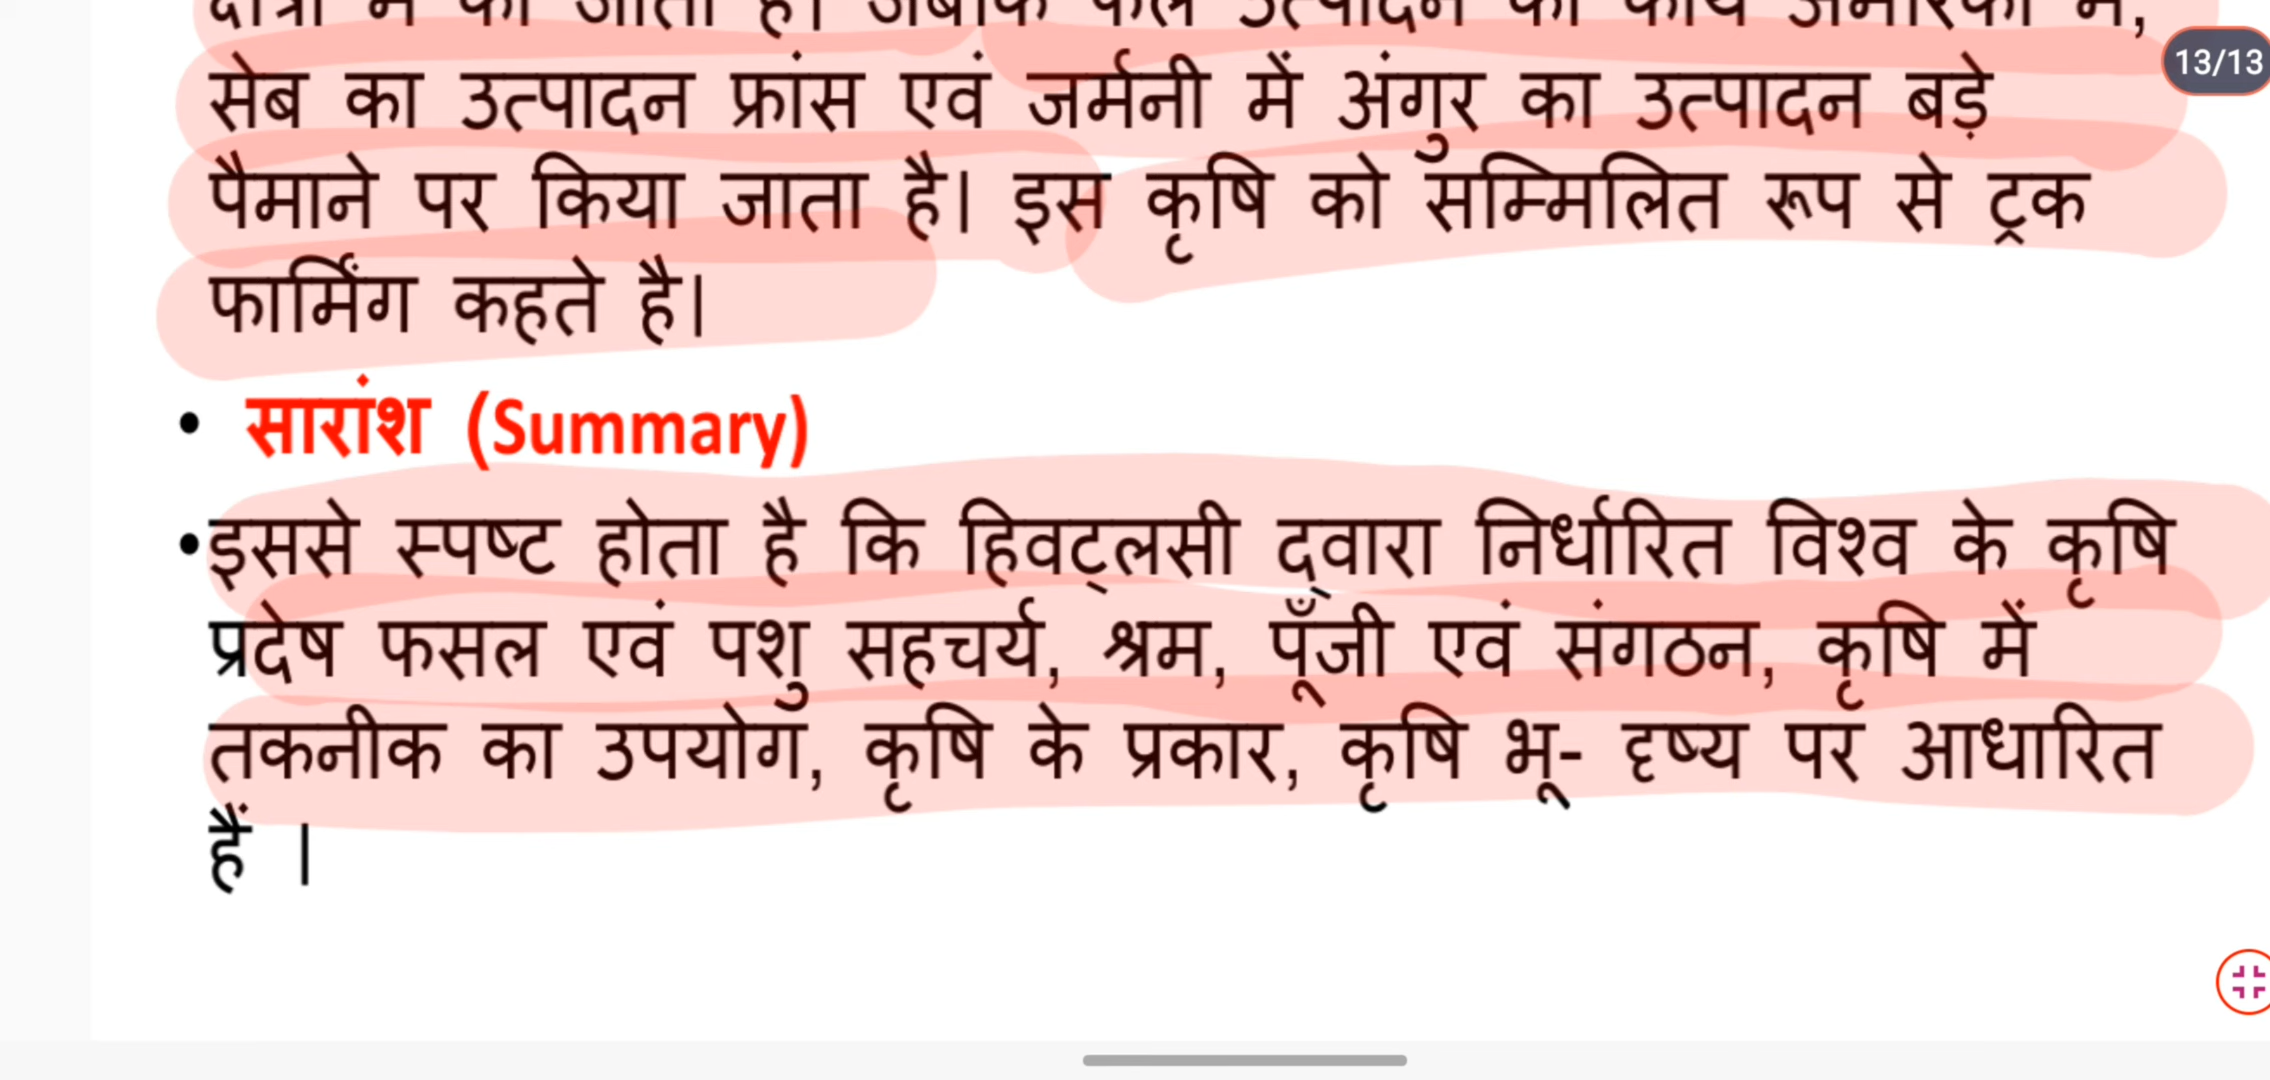 13/13
सेब का उत्पादन फ्रांस एवं जर्मनी में अंगुर का उत्पादन बड़े
पैमाने पर किया जाता है। इस कृषि को सम्मिलित रूप से ट्रक
फार्मिंग कहते है।
• सारांश (Summary)
•इससे स्पष्ट होता है कि हिवट्लसी द्वारा निर्धारित विश्व के कृषि
प्रदेष फसल एवं पशु सहचर्य, श्रम, पूँजी एवं संगठन, कृषि में
तकनीक का उपयोग, कृषि के प्रकार, कृषि भू- दृष्य पर आधारित
हैं ।